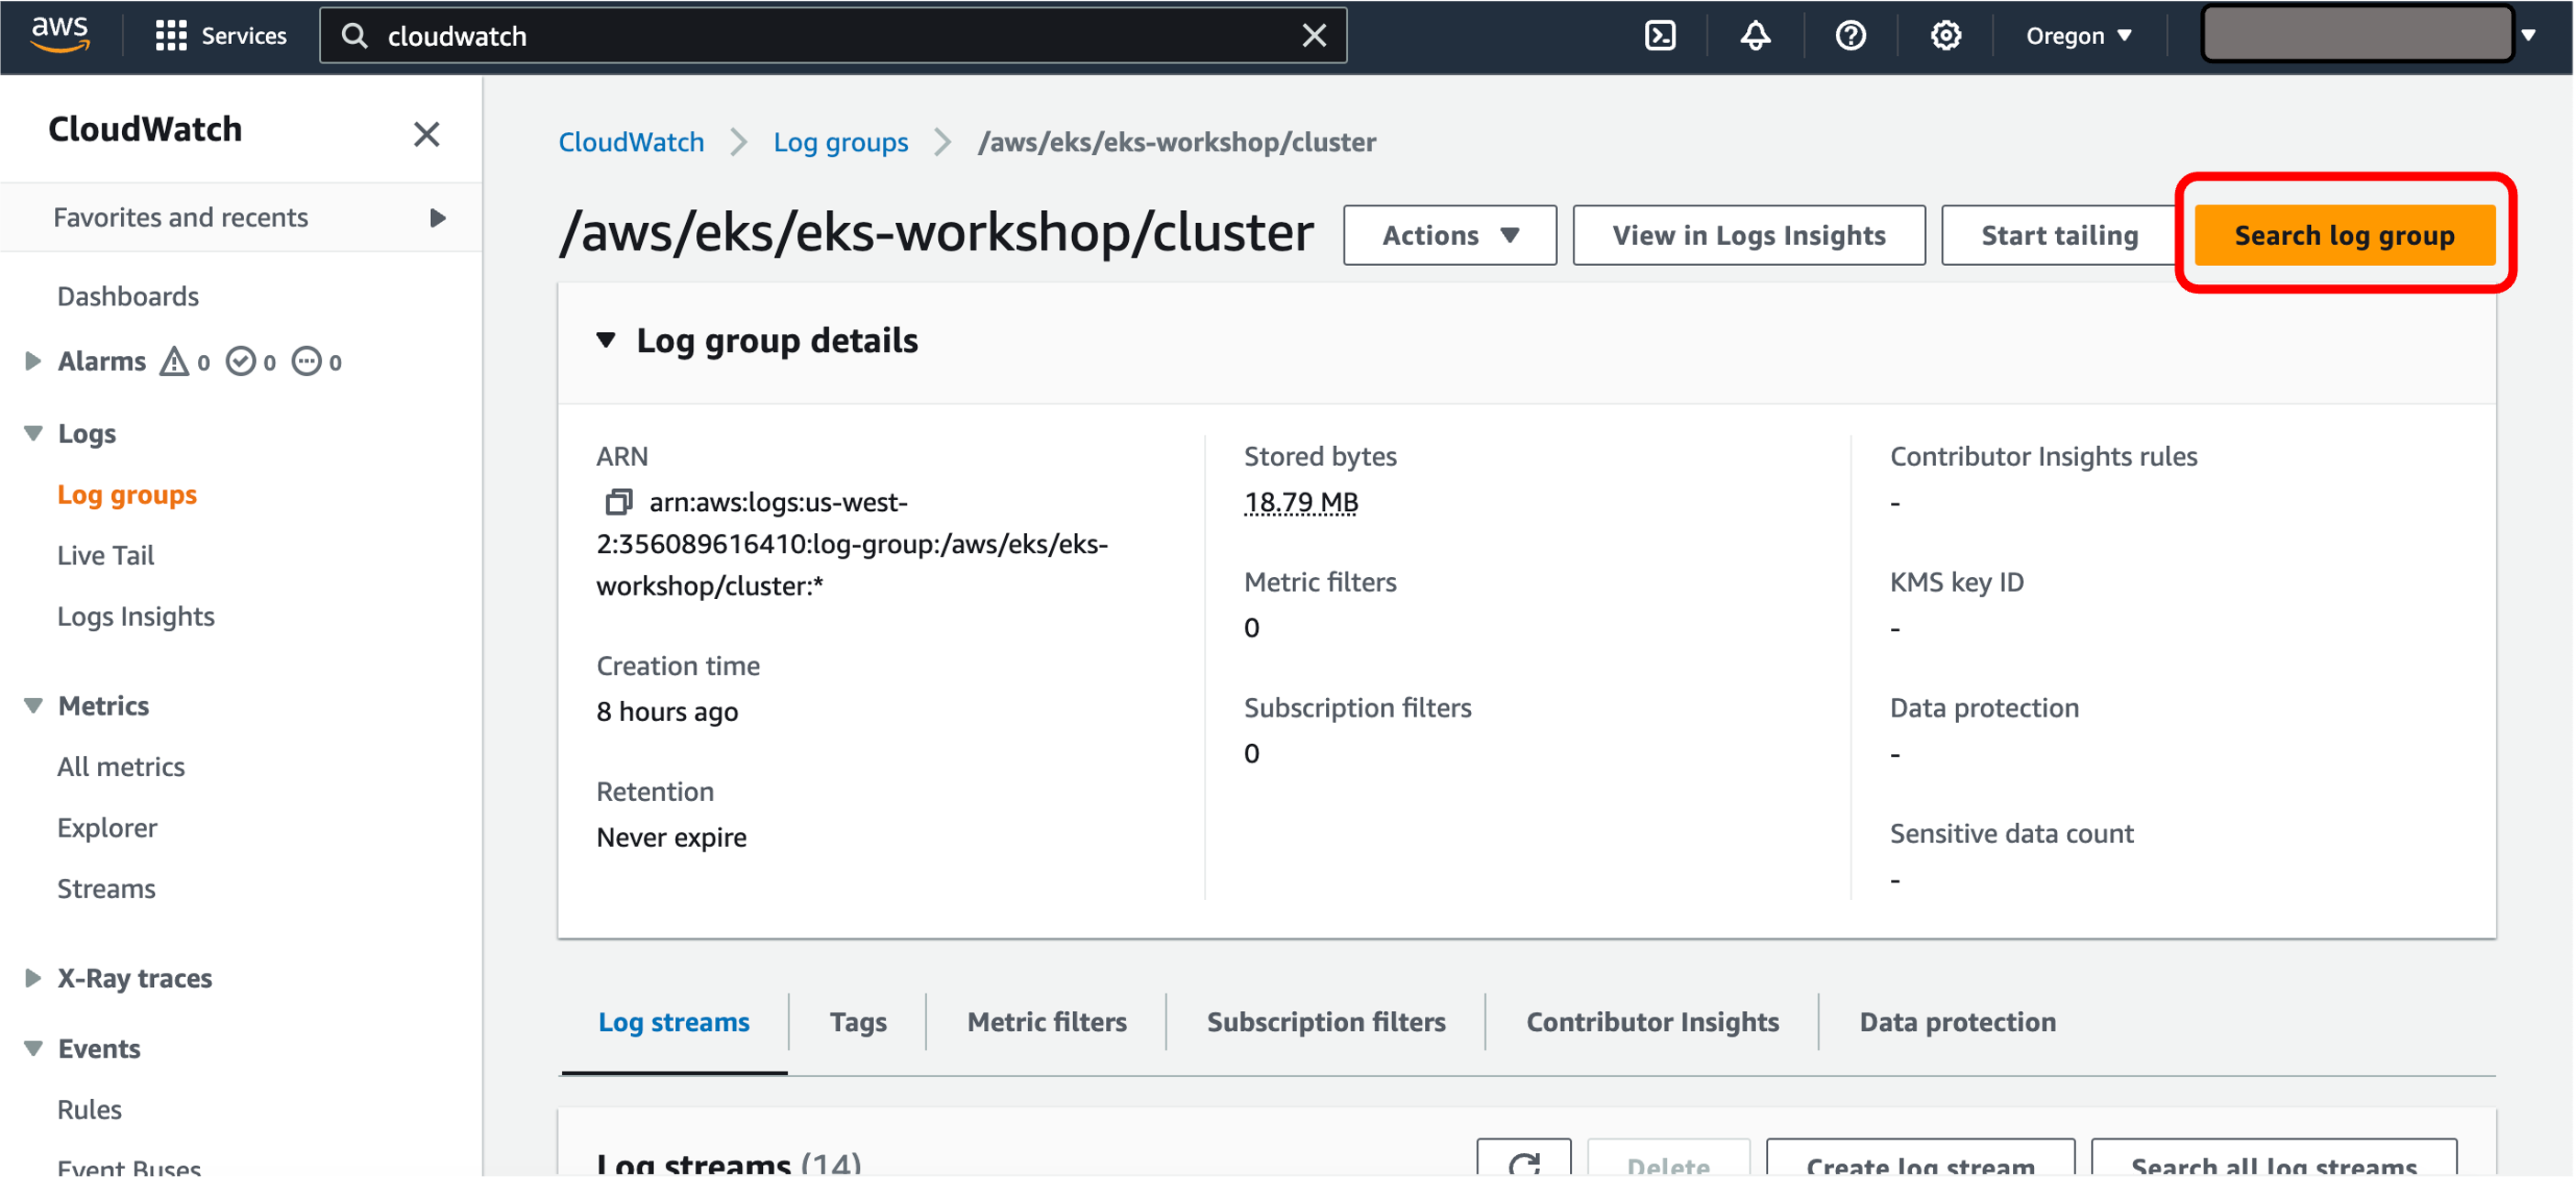 aws
Services
cloudwatch
Oregon
CloudWatch
Favorites and recents
Dashboards
Alarms 0 0 0
Logs
Log groups
Live Tail
Logs Insights
Metrics
All metrics
Explorer
Streams
X-Ray traces
Events
Rules
Event Buses
CloudWatch
Log groups
/aws/eks/eks-workshop/cluster
/aws/eks/eks-workshop/cluster
Actions
View in Logs Insights
Start tailing
Search log group
Log group details
ARN
arn:aws:logs:us-west-
2:356089616410:log-group:/aws/eks/eks-
workshop/cluster:*
Creation time
8 hours ago
Retention
Never expire
Stored bytes
18.79 MB
Metric filters
0
Subscription filters
0
Contributor Insights rules
-
KMS key ID
-
Data protection
-
Sensitive data count
-
Log streams
Tags
Metric filters
Subscription filters
Contributor Insights
Data protection
Log streams (14)
Delete
Create log stream
Search all log streams